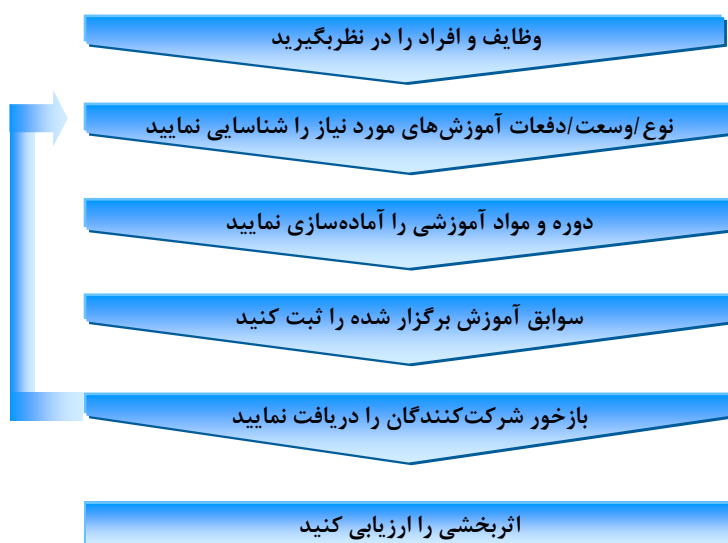 وظایف و افراد را در نظربگیرید
نوع/وسعت/دفعات آموزش‌های مورد نیاز را شناسایی نمایید
دوره و مواد آموزشی را آماده‌سازی نمایید
سوابق آموزش برگزار شده را ثبت کنید
بازخور شرکت‌کنندگان را دریافت نمایید
اثربخشی را ارزیابی کنید